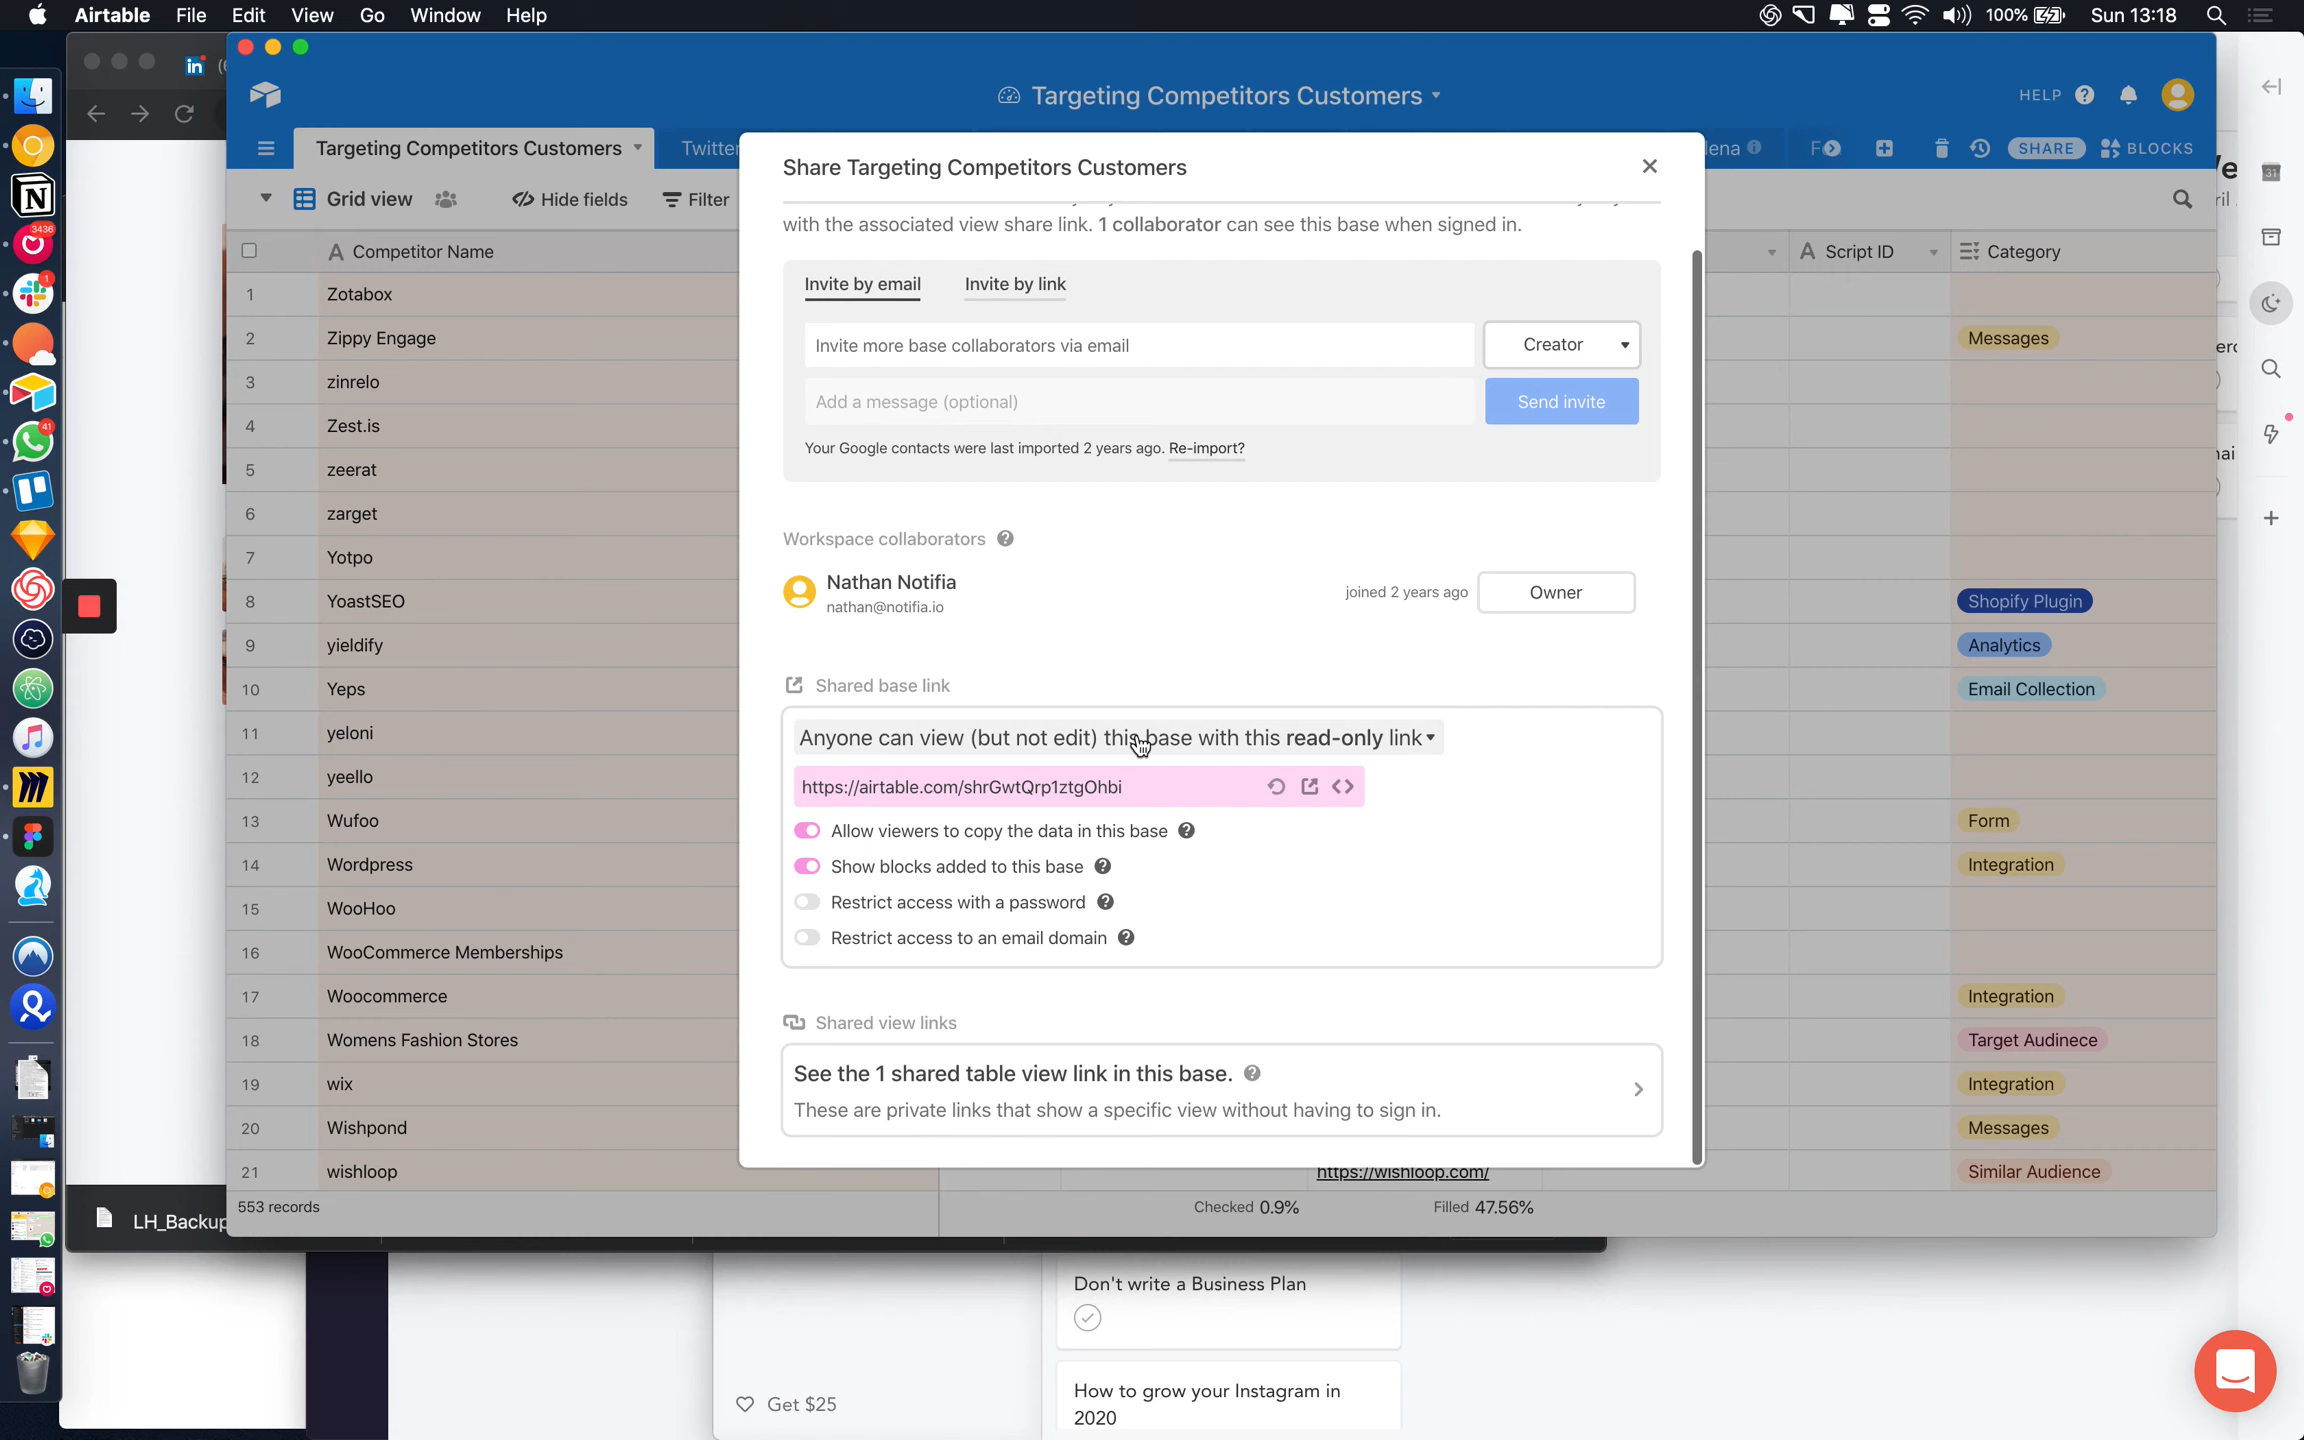 Airtable File Edit View Go Window Help
100% Sun 13:18
Targeting Competitors Customers
HELP
Targeting Competitors Customers
Twitter
SHARE
BLOCKS
Grid view
Hide fields
Filter
Competitor Name
Script ID
Category
1 Zotabox
2 Zippy Engage
Messages
3 zinrelo
4 Zest.is
5 zeerat
6 zarget
7 Yotpo
8 YoastSEO
Shopify Plugin
9 yieldify
Analytics
10 Yeps
Email Collection
11 yeloni
12 yeello
13 Wufoo
Form
14 Wordpress
Integration
15 WooHoo
16 WooCommerce Memberships
17 Woocommerce
Integration
18 Womens Fashion Stores
Target Audinece
19 wix
Integration
20 Wishpond
Messages
21 wishloop
https://wishloop.com/
Similar Audience
553 records
Checked 0.9%
Filled 47.56%
Share Targeting Competitors Customers
with the associated view share link. 1 collaborator can see this base when signed in.
Invite by email
Invite by link
Invite more base collaborators via email
Creator
Add a message (optional)
Send invite
Your Google contacts were last imported 2 years ago. Re-import?
Workspace collaborators
Nathan Notifia
nathan@notifia.io
joined 2 years ago
Owner
Shared base link
Anyone can view (but not edit) this base with this read-only link
https://airtable.com/shrGwtQrp1ztgOhbi
Allow viewers to copy the data in this base
Show blocks added to this base
Restrict access with a password
Restrict access to an email domain
Shared view links
See the 1 shared table view link in this base.
These are private links that show a specific view without having to sign in.
LH_Backup
Don't write a Business Plan
How to grow your Instagram in
2020
Get $25
3436
1
41
31